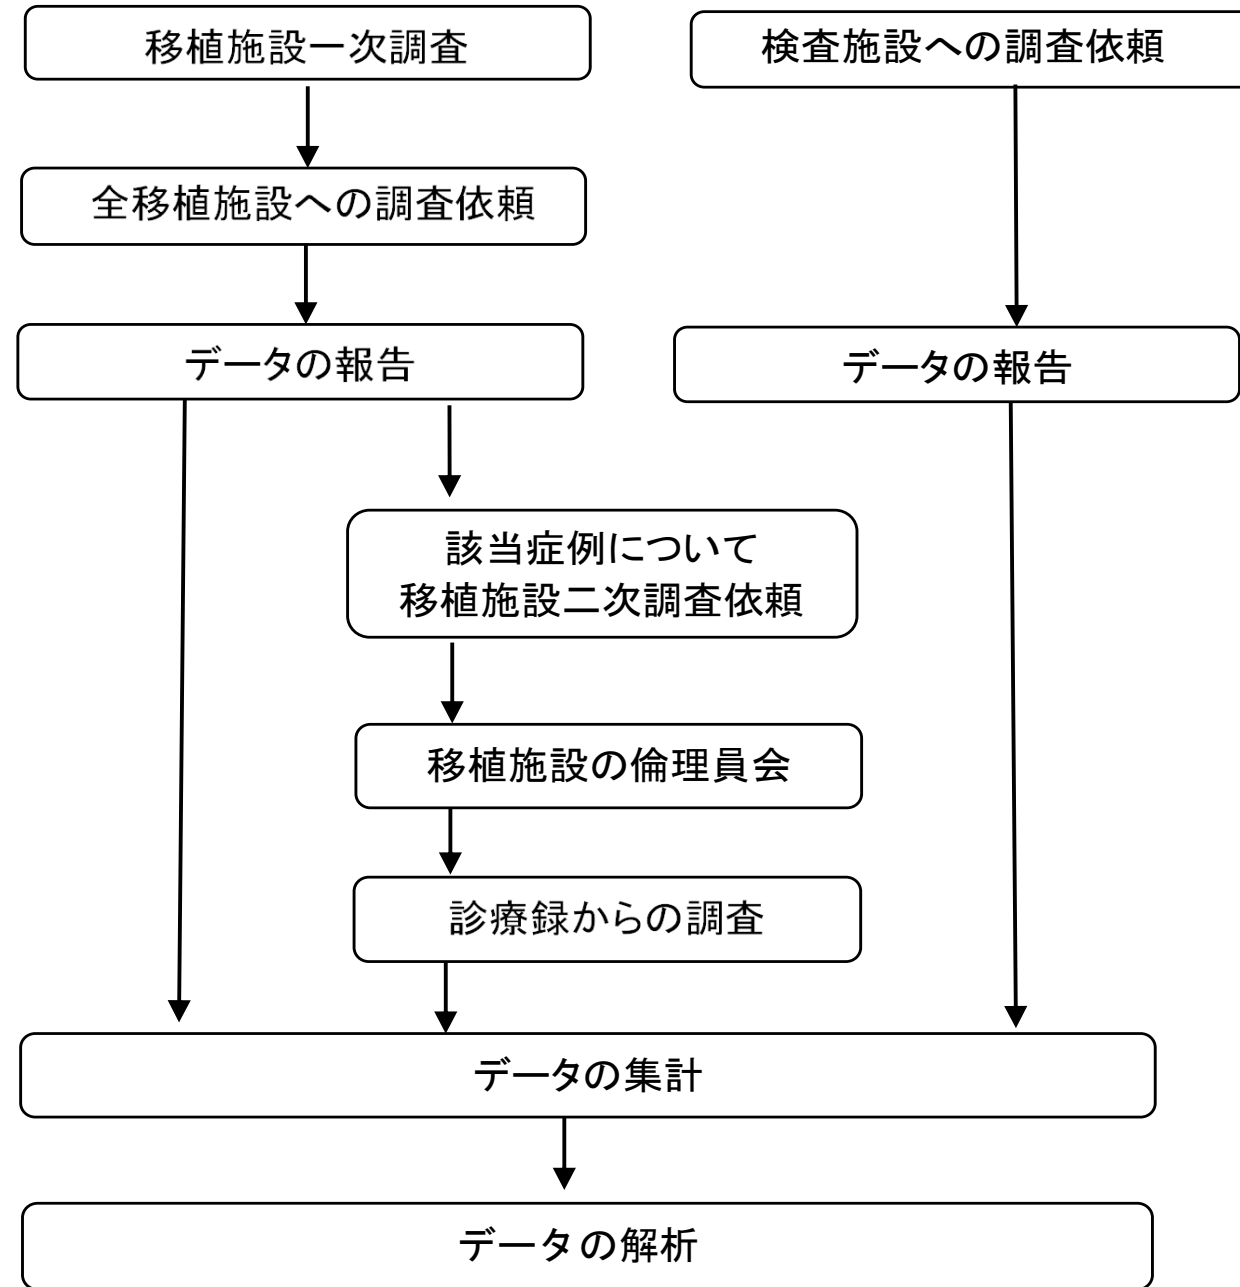 移植施設一次調査
検査施設への調査依頼
全移植施設への調査依頼
データの報告
データの報告
該当症例について
移植施設二次調査依頼
移植施設の倫理員会
診療録からの調査
データの集計
データの解析